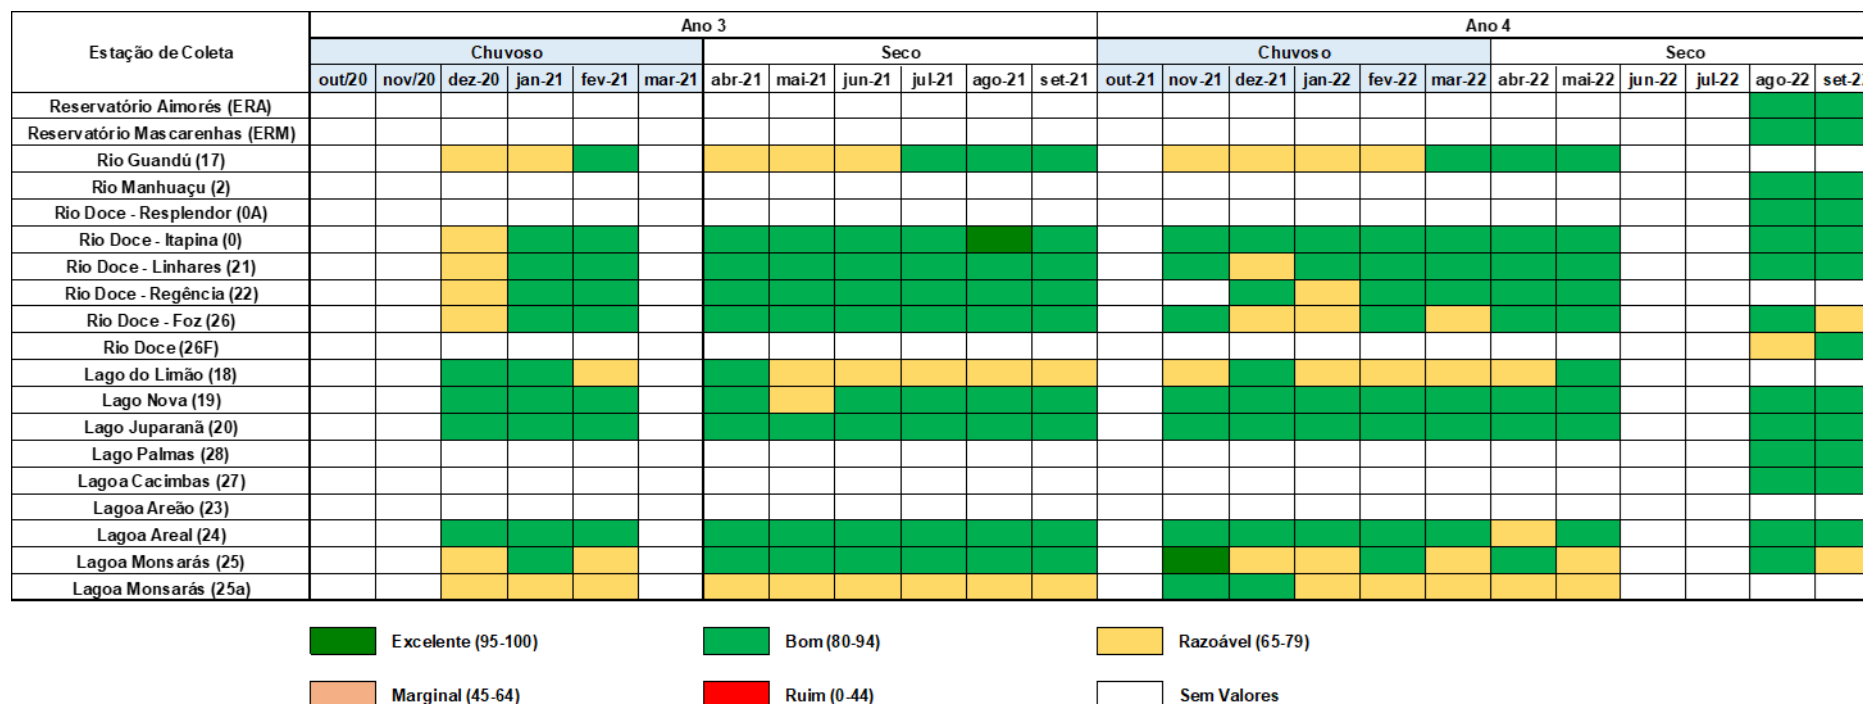 Estação de Coleta
Ano 3
Ano 4
Chuvoso
Seco
Chuvoso
Seco
out/20 nov/20 dez-20 jan-21 fev-21 mar-21 abr-21 mai-21 jun-21 jul-21 ago-21 set-21 out-21 nov-21 dez-21 jan-22 fev-22 mar-22 abr-22 mai-22 jun-22 jul-22 ago-22 set-2
Reservatório Aimorés (ERA)
Reservatório Mascarenhas (ERM)
Rio Guandú (17)
Rio Manhuaçu (2)
Rio Doce - Resplendor (0A)
Rio Doce - Itapina (0)
Rio Doce - Linhares (21)
Rio Doce - Regência (22)
Rio Doce - Foz (26)
Rio Doce (26F)
Lago do Limão (18)
Lago Nova (19)
Lago Juparanã (20)
Lago Palmas (28)
Lagoa Cacimbas (27)
Lagoa Areão (23)
Lagoa Areal (24)
Lagoa Monsarás (25)
Lagoa Monsarás (25a)
Excelente (95-100) Bom (80-94) Razoável (65-79)
Marginal (45-64) Ruim (0-44) Sem Valores